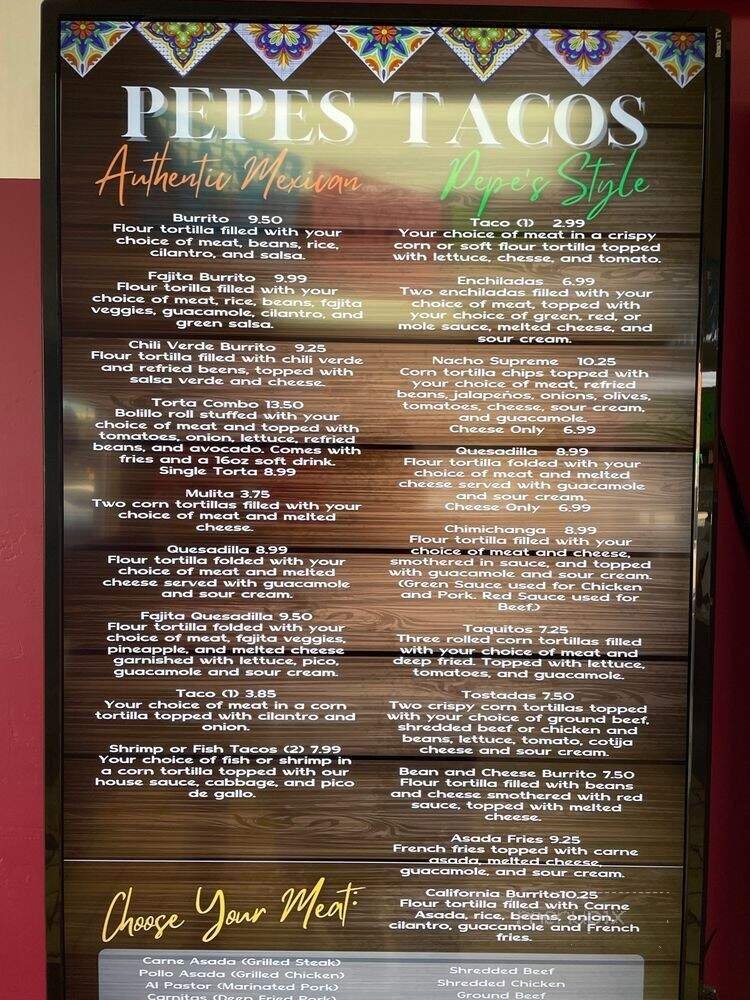 Roku TV
PEPES TACOS
Authentic Mexican
Burrito 9.50
Flour tortilla filled with your
choice of meat, beans, rice,
cilantro, and salsa.
Fajita Burrito 9.99
Flour torilla filled with your
choice of meat, rice, beans, fajita
veggies, guacamole, cilantro, and
green salsa.
Chili Verde Burrito 9.25
Flour tortilla filled with chili verde
and refried beens, topped with
salsa verde and cheese.
Torta Combo 13.50
Bolillo roll stuffed with your
choice of meat and topped with
tomatoes, onion, lettuce, refried
beans, and avocado. Comes with
fries and a 16oz soft drink.
Single Torta 8.99
Mulita 3.75
Two corn tortillas filled with your
choice of meat and melted
cheese.
Quesadilla 8.99
Flour tortilla folded with your
choice of meat and melted
cheese served with guacamole
and sour cream.
Fajita Quesadilla 9.50
Flour tortilla folded with your
choice of meat, fajita veggies,
pineapple, and melted cheese
garnished with lettuce, pico,
guacamole and sour cream.
Taco (1) 3.85
Your choice of meat in a corn
tortilla topped with cilantro and
onion.
Shrimp or Fish Tacos (2) 7.99
Your choice of fish or shrimp in
a corn tortilla topped with our
house sauce, cabbage, and pico
de gallo.
Pepe's Style
Taco (1) 2.99
Your choice of meat in a crispy
corn or soft flour tortilla topped
with lettuce, chesse, and tomato.
Enchiladas 6.99
Two enchiladas filled with your
choice of meat, topped with
your choice of green, red, or
mole sauce, melted cheese, and
sour cream.
Nacho Supreme 10.25
Corn tortilla chips topped with
your choice of meat, refried
beans, jalapeños, onions, olives,
tomatoes, cheese, sour cream,
and guacamole.
Cheese Only 6.99
Quesadilla 8.99
Flour tortilla folded with your
choice of meat and melted
cheese served with guacamole
and sour cream.
Cheese Only 6.99
Chimichanga 8.99
Flour tortilla filled with your
choice of meat and cheese,
smothered in sauce, and topped
with guacamole and sour cream.
(Green Sauce used for Chicken
and Pork. Red Sauce used for
Beef.)
Taquitos 7.25
Three rolled corn tortillas filled
with your choice of meat and
deep fried. Topped with lettuce,
tomatoes, and guacamole.
Tostadas 7.50
Two crispy corn tortillas topped
with your choice of ground beef,
shredded beef or chicken and
beans, lettuce, tomato, cotija
cheese and sour cream.
Bean and Cheese Burrito 7.50
Flour tortilla filled with beans
and cheese smothered with red
sauce, topped with melted
cheese.
Asada Fries 9.25
French fries topped with carne
asada, melted cheese,
guacamole, and sour cream.
California Burrito10.25
Flour tortilla filled with Carne
Asada, rice, beans, pico,
cilantro, guacamole and French
fries.
Choose Your Meat:
Carne Asada (Grilled Steak)
Pollo Asada (Grilled Chicken)
Al Pastor (Marinated Pork)
Carnitas (Deep Fried Pork)
Shredded Beef
Shredded Chicken
Ground Beef